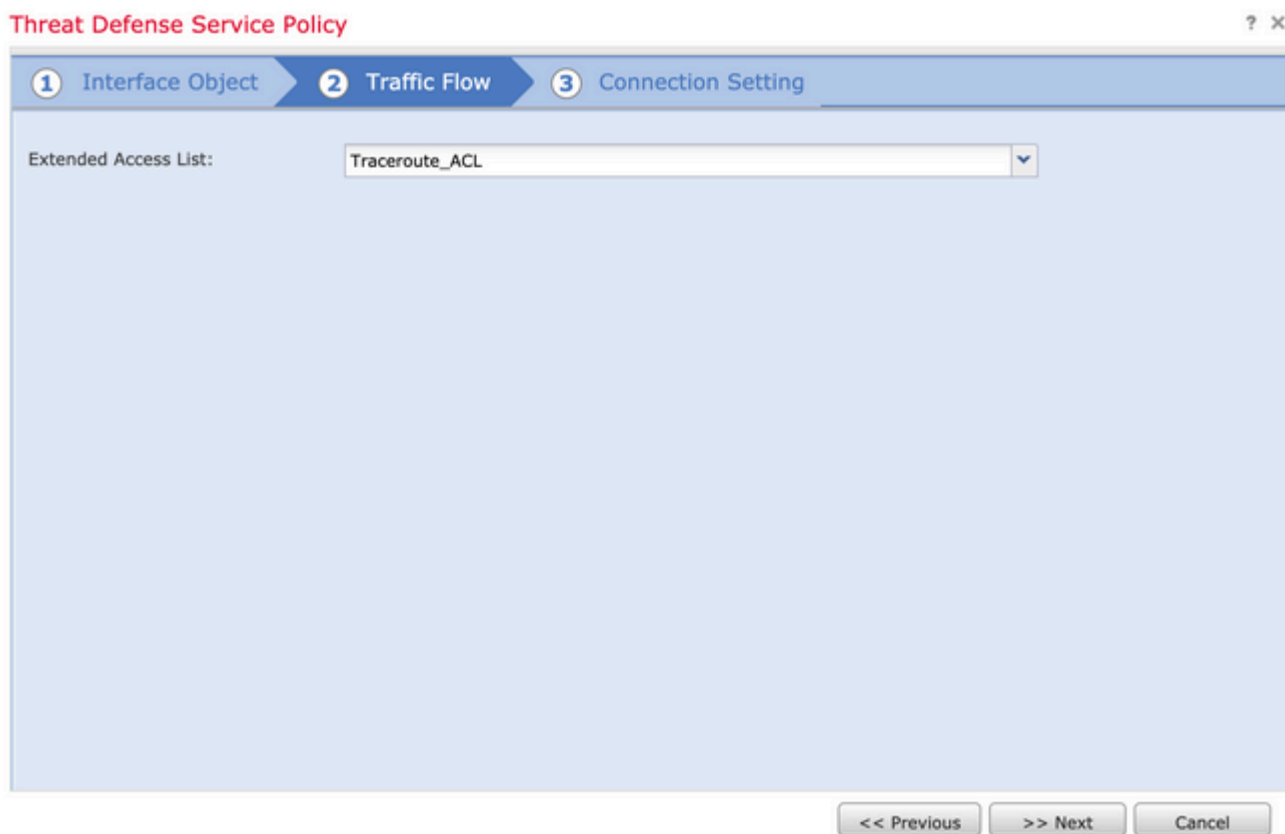 Threat Defense Service Policy ? ×
1 Interface Object 2 Traffic Flow 3 Connection Setting
Extended Access List: Traceroute_ACL
<< Previous >> Next Cancel